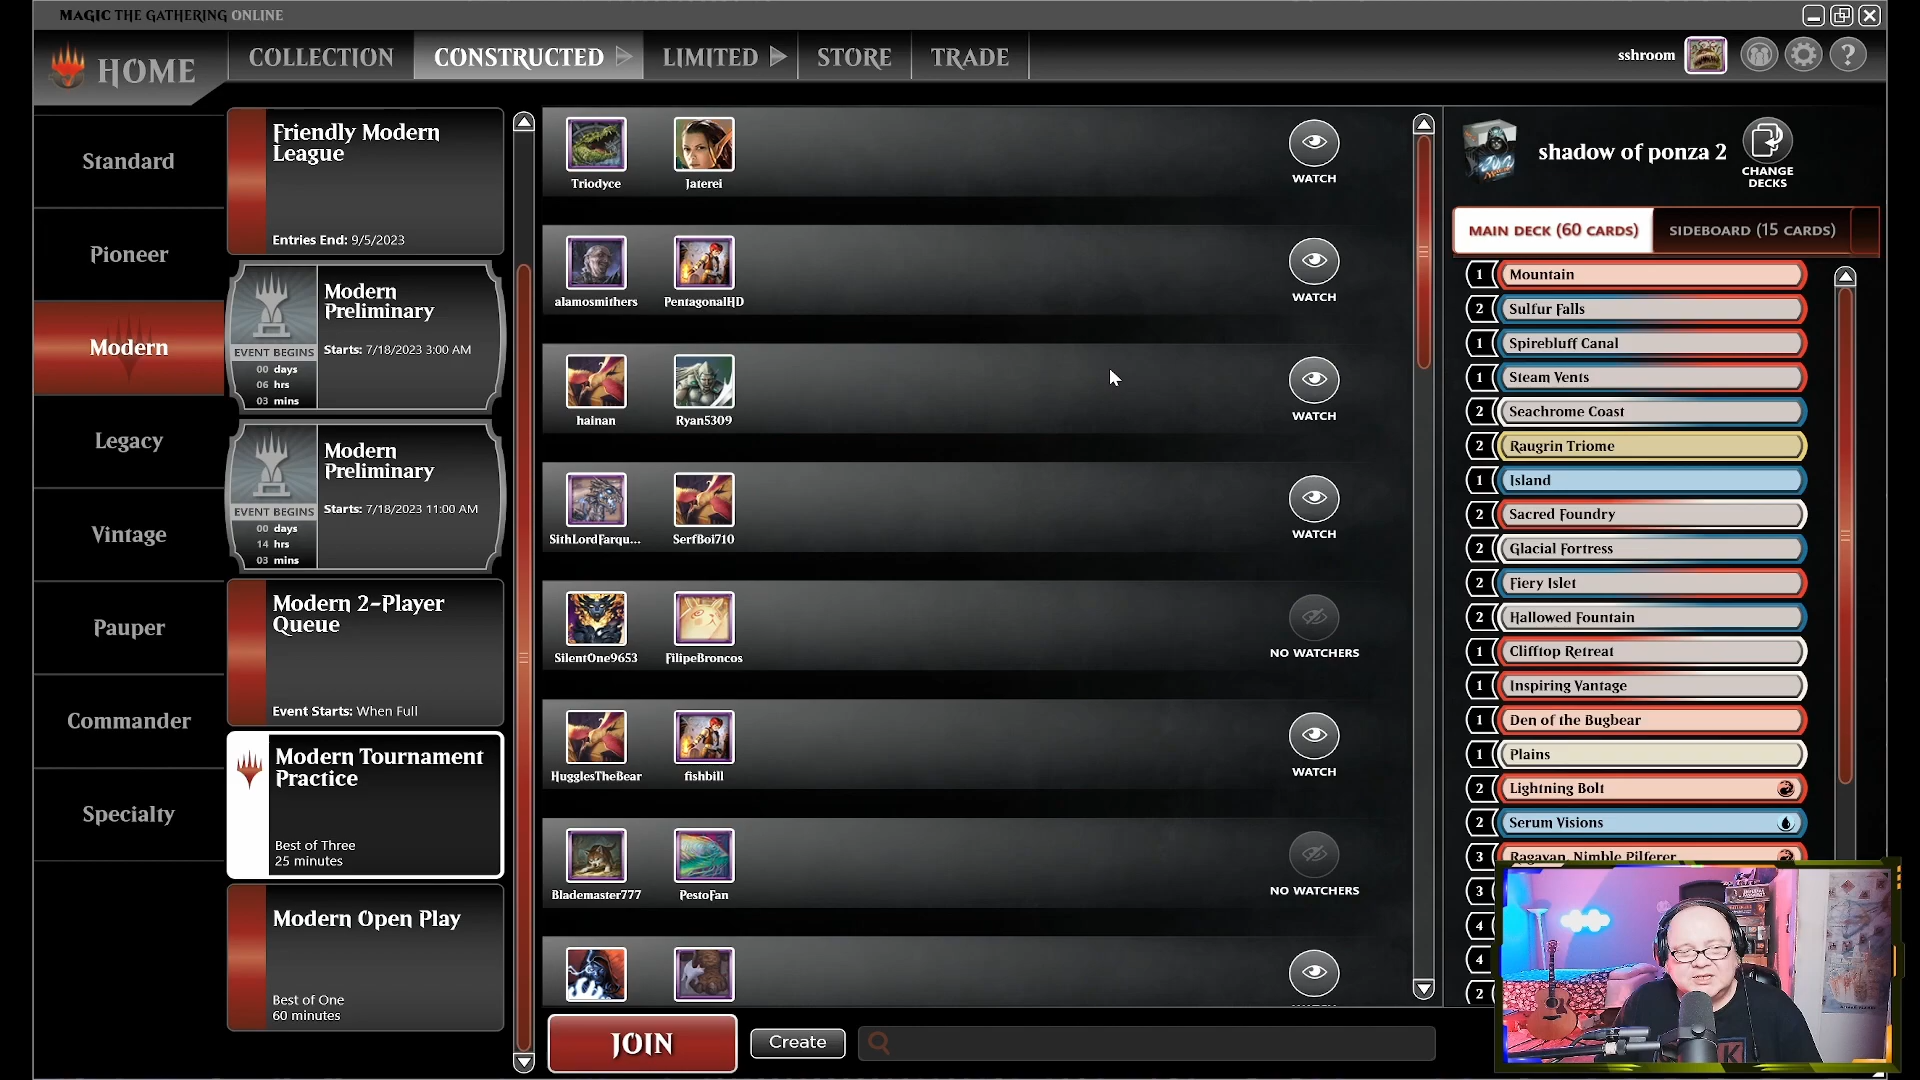 MAGIC THE GATHERING ONLINE
HOME
COLLECTION
CONSTRUCTED
LIMITED
STORE
TRADE
sshroom
?
Standard
Pioneer
Modern
Legacy
Vintage
Pauper
Commander
Specialty
Friendly Modern
League
Entries End: 9/5/2023
Modern
Preliminary
Starts: 7/18/2023 3:00 AM
EVENT BEGINS
00 days
06 hrs
03 mins
Modern
Preliminary
Starts: 7/18/2023 11:00 AM
EVENT BEGINS
00 days
14 hrs
03 mins
Modern 2-Player
Queue
Event Starts: When Full
Modern Tournament
Practice
Best of Three
25 minutes
Modern Open Play
Best of One
60 minutes
Triodyce
Jaterei
WATCH
alamosmithers
PentagonalHD
WATCH
hainan
Ryan5309
WATCH
SithLordFarqu...
SerfBoi710
WATCH
SilentOne9653
FilipeBroncos
NO WATCHERS
HugglesTheBear
fishbill
WATCH
Blademaster777
PestoFan
NO WATCHERS
JOIN
Create
shadow of ponza 2
CHANGE
DECKS
MAIN DECK (60 CARDS)
SIDEBOARD (15 CARDS)
1 Mountain
2 Sulfur Falls
1 Spirebluff Canal
1 Steam Vents
2 Seachrome Coast
2 Raugrin Triome
1 Island
2 Sacred Foundry
2 Glacial Fortress
2 Fiery Islet
2 Hallowed Fountain
1 Clifftop Retreat
1 Inspiring Vantage
1 Den of the Bugbear
1 Plains
2 Lightning Bolt
2 Serum Visions
3 Ragavan, Nimble Pilferer
3
4
4
2
K